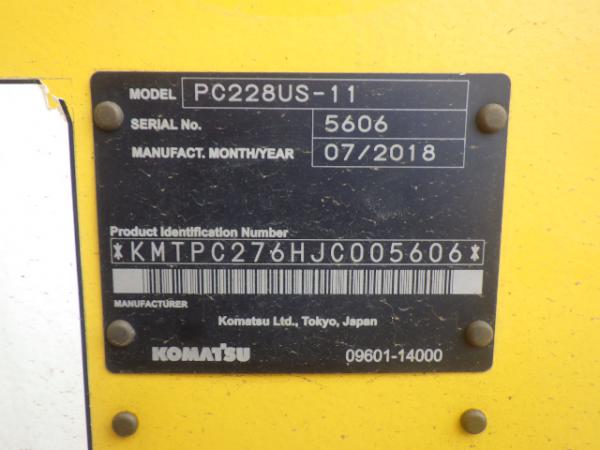 MODEL PC228US-11
SERIAL No. 5606
MANUFACT. MONTH/YEAR 07/2018
Product Identification Number
*KMTPC276HJC005606*
MANUFACTURER
Komatsu Ltd., Tokyo, Japan
KOMATSU 09601-14000